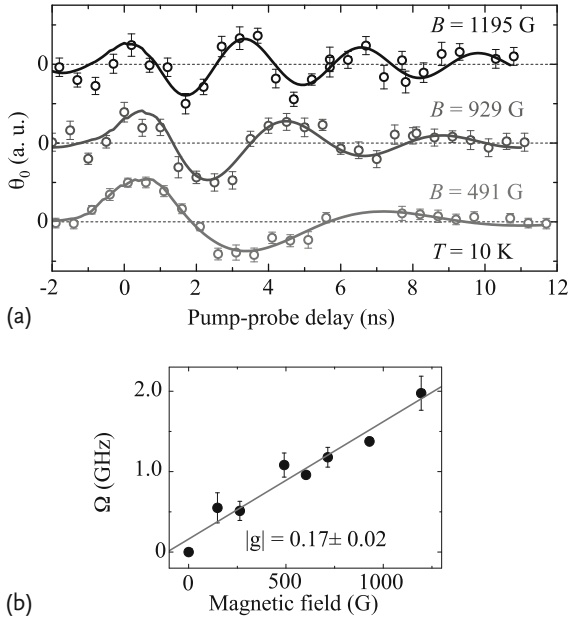 B = 1195 G
0
B = 929 G
0
θ₀ (a. u.)
B = 491 G
0
T = 10 K
-2 0 2 4 6 8 10 12
(a)
Pump-probe delay (ns)
2.0
Ω (GHz)
1.0
|g| = 0.17± 0.02
0
0 500 1000
(b)
Magnetic field (G)